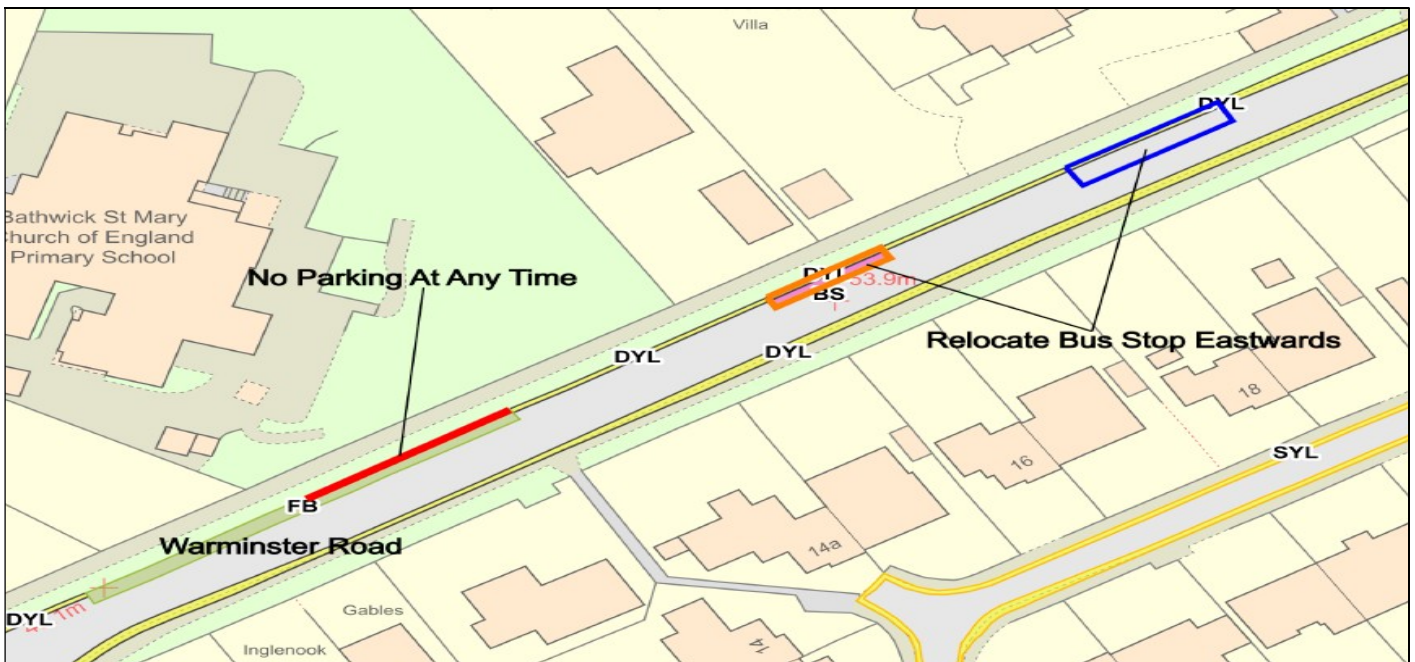 Villa
DYL
Bathwick St Mary
Church of England
Primary School
No Parking At Any Time
DYL
53.9m
BS
Relocate Bus Stop Eastwards
DYL
DYL
18
SYL
16
FB
Warminster Road
14a
DYL
Gables
14
Inglenook